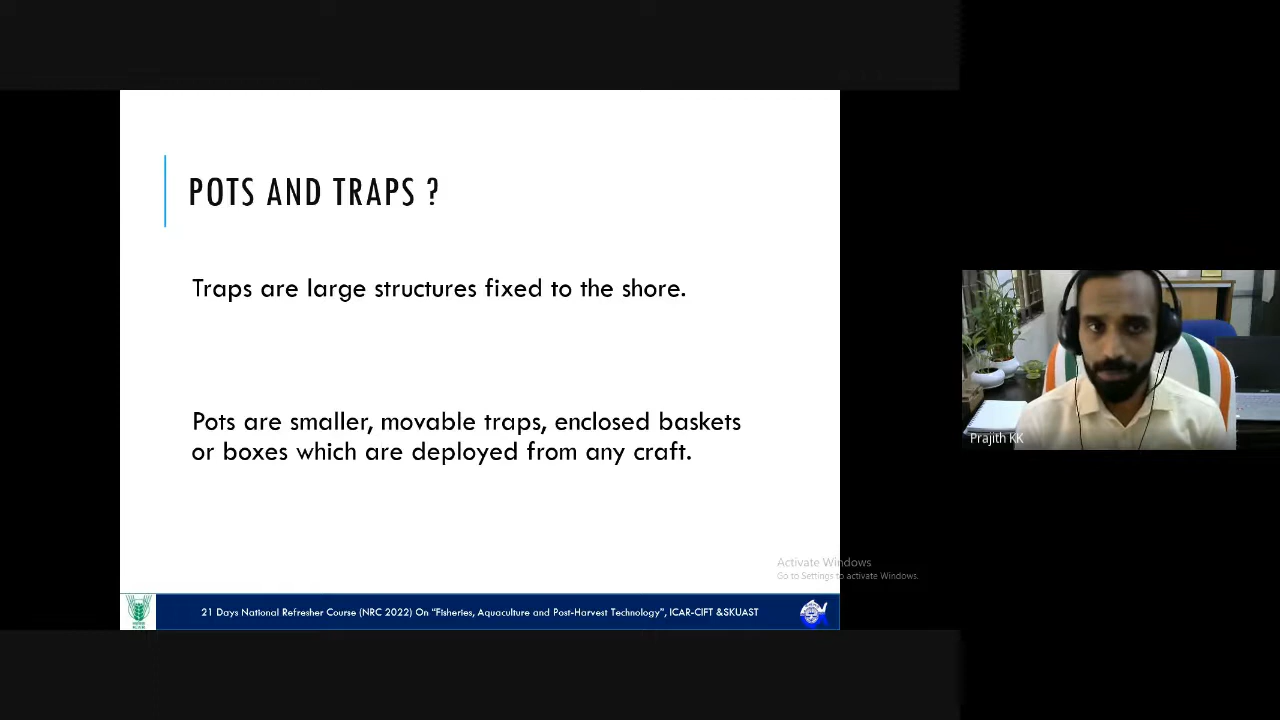 POTS AND TRAPS ?
Traps are large structures fixed to the shore.
Pots are smaller, movable traps, enclosed baskets
or boxes which are deployed from any craft.
Prajith KK
Activate Windows
Go to Settings to activate Windows.
21 Days National Refresher Course (NRC 2022) On "Fisheries, Aquaculture and Post-Harvest Technology", ICAR-CIFT &SKUAST